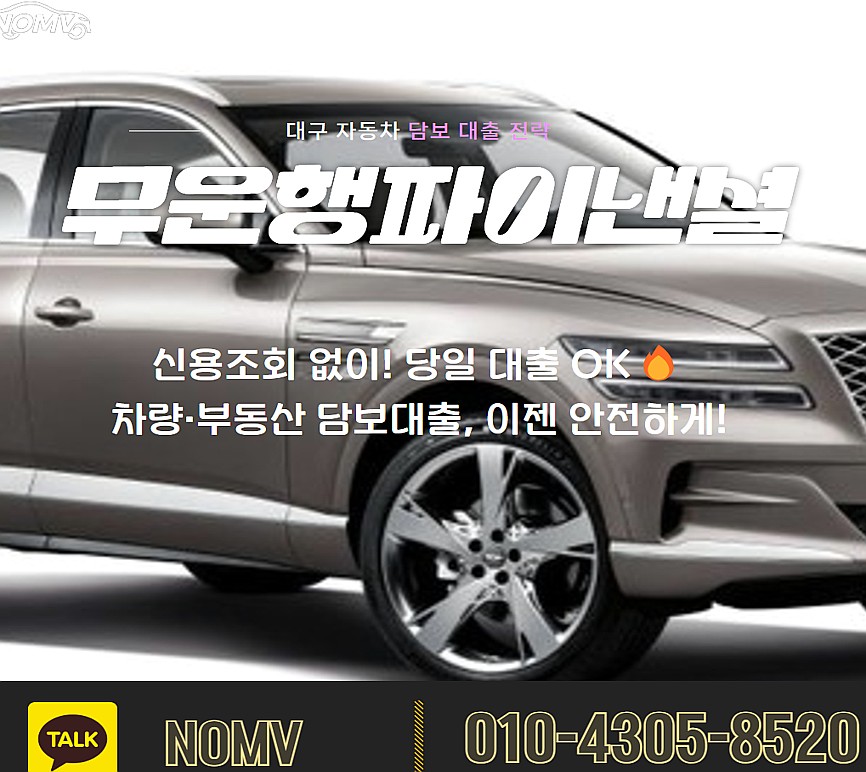 NOMV
대구 자동차 담보 대출 전략
무운행파이낸셜
신용조회 없이! 당일 대출 OK🔥
차량·부동산 담보대출, 이젠 안전하게!
TALK NOMV 010-4305-8520